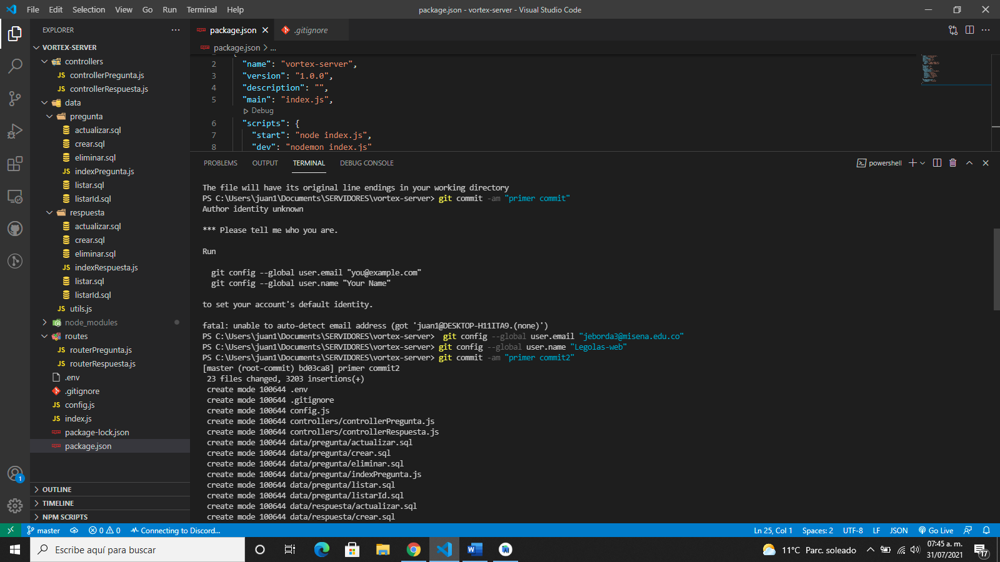 File Edit Selection View Go Run Terminal Help package.json - vortex-server - Visual Studio Code
EXPLORER
VORTEX-SERVER
controllers
JS controllerPregunta.js
JS controllerRespuesta.js
data
pregunta
actualizar.sql
crear.sql
eliminar.sql
JS indexPregunta.js
listar.sql
listarId.sql
respuesta
actualizar.sql
crear.sql
eliminar.sql
JS indexRespuesta.js
listar.sql
listarId.sql
JS utils.js
node_modules
routes
JS routerPregunta.js
JS routerRespuesta.js
.env
.gitignore
JS config.js
JS index.js
package-lock.json
package.json
OUTLINE
TIMELINE
NPM SCRIPTS
1
package.json .gitignore
package.json > ...
2 "name": "vortex-server",
3 "version": "1.0.0",
4 "description": "",
5 "main": "index.js",
Debug
6 "scripts": {
7 "start": "node index.js",
8 "dev": "nodemon index.js"
PROBLEMS OUTPUT TERMINAL DEBUG CONSOLE powershell
The file will have its original line endings in your working directory
PS C:\Users\juan1\Documents\SERVIDORES\vortex-server> git commit -am "primer commit"
Author identity unknown
*** Please tell me who you are.
Run
git config --global user.email "you@example.com"
git config --global user.name "Your Name"
to set your account's default identity.
fatal: unable to auto-detect email address (got 'juan1@DESKTOP-H11ITA9.(none)')
PS C:\Users\juan1\Documents\SERVIDORES\vortex-server>  git config --global user.email "jeborda3@misena.edu.co"
PS C:\Users\juan1\Documents\SERVIDORES\vortex-server> git config --global user.name "Legolas-web"
PS C:\Users\juan1\Documents\SERVIDORES\vortex-server> git commit -am "primer commit2"
[master (root-commit) bd03ca8] primer commit2
23 files changed, 3203 insertions(+)
create mode 100644 .env
create mode 100644 .gitignore
create mode 100644 config.js
create mode 100644 controllers/controllerPregunta.js
create mode 100644 controllers/controllerRespuesta.js
create mode 100644 data/pregunta/actualizar.sql
create mode 100644 data/pregunta/crear.sql
create mode 100644 data/pregunta/eliminar.sql
create mode 100644 data/pregunta/indexPregunta.js
create mode 100644 data/pregunta/listar.sql
create mode 100644 data/pregunta/listarId.sql
create mode 100644 data/respuesta/actualizar.sql
create mode 100644 data/respuesta/crear.sql
master 0 0 Connecting to Discord... Ln 25, Col 1 Spaces: 2 UTF-8 LF JSON Go Live
Escribe aquí para buscar 11°C Parc. soleado 07:45 a. m.
31/07/2021
17